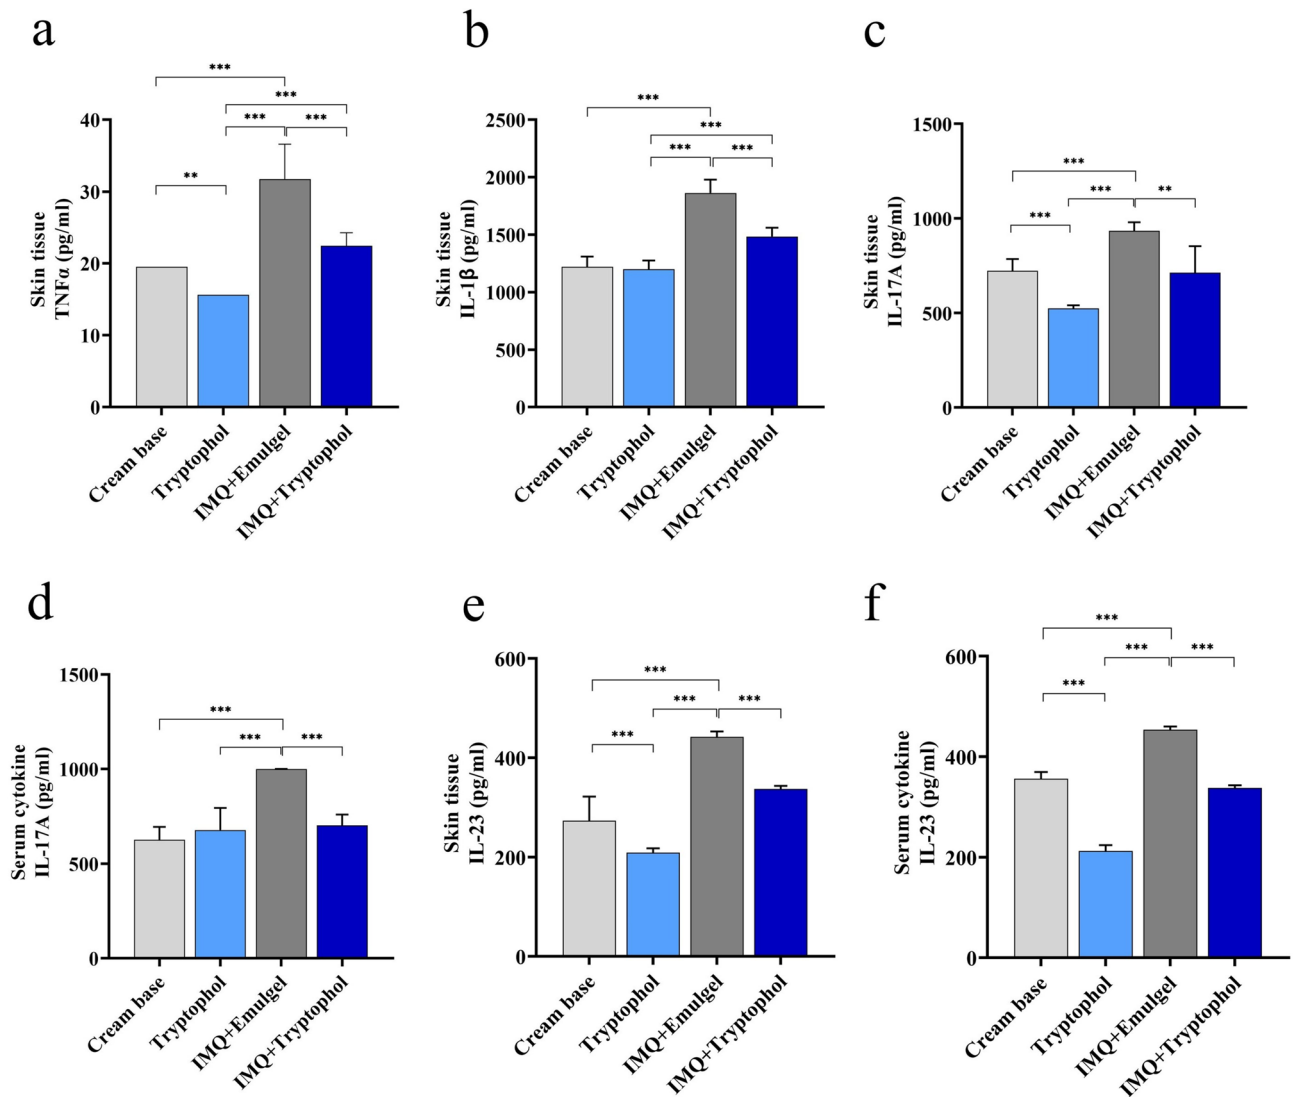 a
***
***
***
***
**
40
30
20
10
0
Skin tissue
TNFα (pg/ml)
Cream base
Tryptophol
IMQ+Emulgel
IMQ+Tryptophol
b
***
***
***
***
2500
2000
1500
1000
500
0
Skin tissue
IL-1β (pg/ml)
Cream base
Tryptophol
IMQ+Emulgel
IMQ+Tryptophol
c
***
***
**
***
1500
1000
500
0
Skin tissue
IL-17A (pg/ml)
Cream base
Tryptophol
IMQ+Emulgel
IMQ+Tryptophol
d
***
***
***
1500
1000
500
0
Serum cytokine
IL-17A (pg/ml)
Cream base
Tryptophol
IMQ+Emulgel
IMQ+Tryptophol
e
***
***
***
***
600
400
200
0
Skin tissue
IL-23 (pg/ml)
Cream base
Tryptophol
IMQ+Emulgel
IMQ+Tryptophol
f
***
***
***
***
600
400
200
0
Serum cytokine
IL-23 (pg/ml)
Cream base
Tryptophol
IMQ+Emulgel
IMQ+Tryptophol